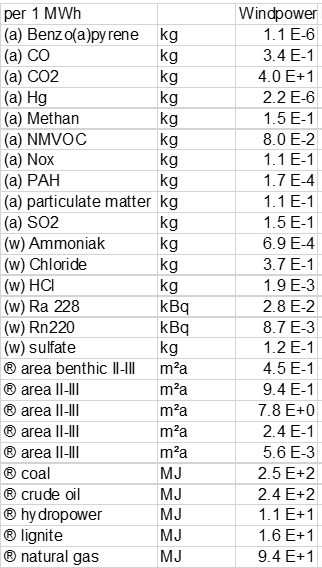 per 1 MWh Windpower
(a) Benzo(a)pyrene kg 1.1 E-6
(a) CO kg 3.4 E-1
(a) CO2 kg 4.0 E+1
(a) Hg kg 2.2 E-6
(a) Methan kg 1.5 E-1
(a) NMVOC kg 8.0 E-2
(a) Nox kg 1.1 E-1
(a) PAH kg 1.7 E-4
(a) particulate matter kg 1.1 E-1
(a) SO2 kg 1.5 E-1
(w) Ammoniak kg 6.9 E-4
(w) Chloride kg 3.7 E-1
(w) HCl kg 1.9 E-3
(w) Ra 228 kBq 2.8 E-2
(w) Rn220 kBq 8.7 E-3
(w) sulfate kg 1.2 E-1
® area benthic II-III m²a 4.5 E-1
® area II-III m²a 9.4 E-1
® area II-III m²a 7.8 E+0
® area II-III m²a 2.4 E-1
® area II-III m²a 5.6 E-3
® coal MJ 2.5 E+2
® crude oil MJ 2.4 E+2
® hydropower MJ 1.1 E+1
® lignite MJ 1.6 E+1
® natural gas MJ 9.4 E+1